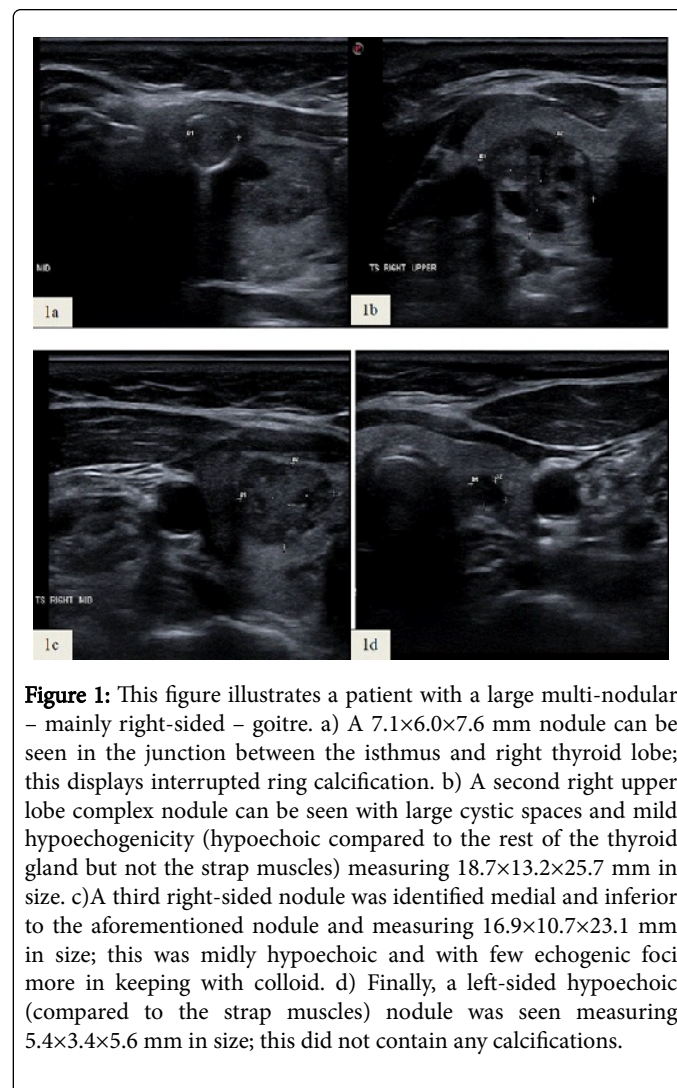 MID
TS RIGHT UPPER
1a
1b
TS RIGHT MID
1c
1d
Figure 1: This figure illustrates a patient with a large multi-nodular
– mainly right-sided – goitre. a) A 7.1×6.0×7.6 mm nodule can be
seen in the junction between the isthmus and right thyroid lobe;
this displays interrupted ring calcification. b) A second right upper
lobe complex nodule can be seen with large cystic spaces and mild
hypoechogenicity (hypoechoic compared to the rest of the thyroid
gland but not the strap muscles) measuring 18.7×13.2×25.7 mm in
size. c)A third right-sided nodule was identified medial and inferior
to the aforementioned nodule and measuring 16.9×10.7×23.1 mm
in size; this was midly hypoechoic and with few echogenic foci
more in keeping with colloid. d) Finally, a left-sided hypoechoic
(compared to the strap muscles) nodule was seen measuring
5.4×3.4×5.6 mm in size; this did not contain any calcifications.